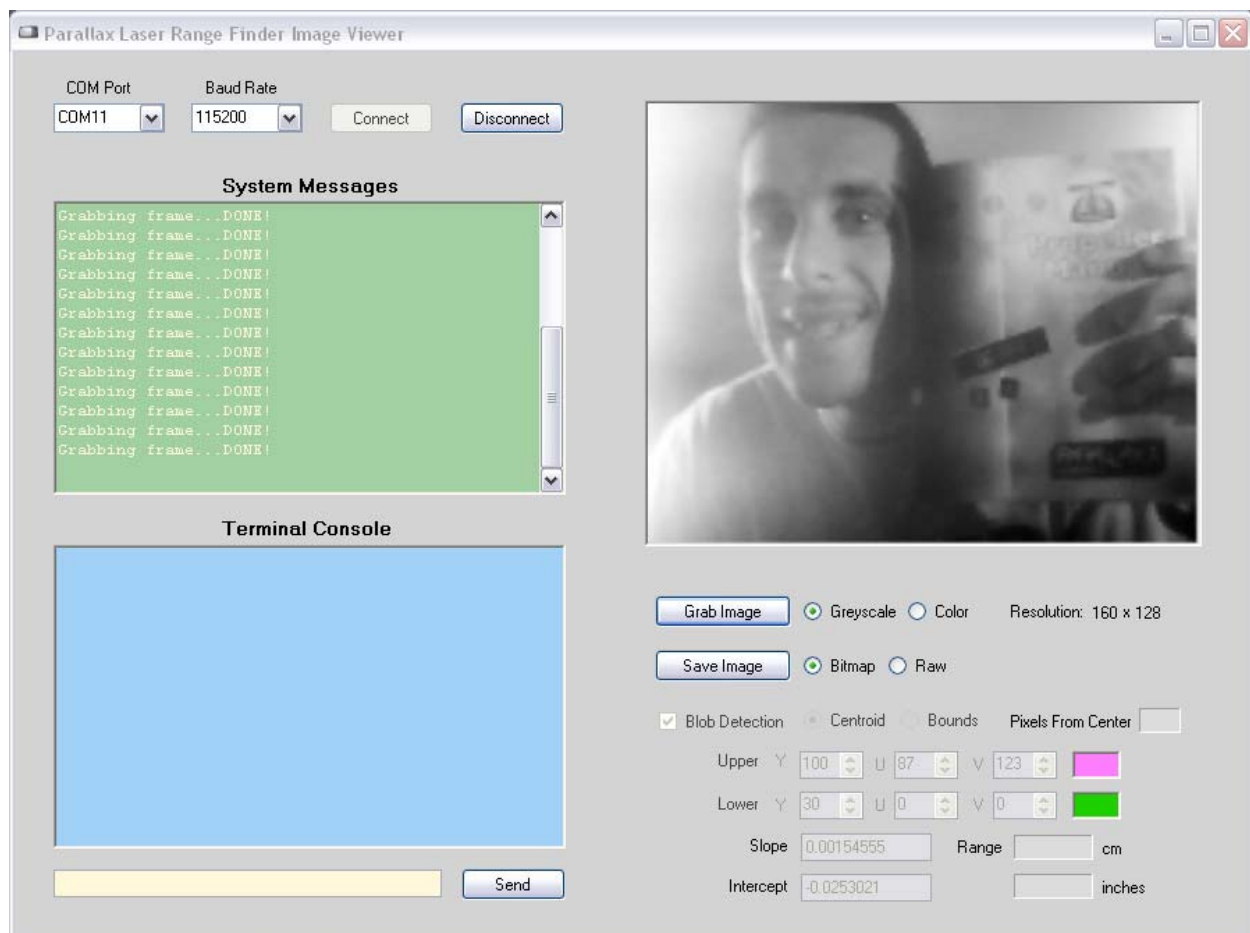 Parallax Laser Range Finder Image Viewer
COM Port Baud Rate
COM11 115200 Connect Disconnect
System Messages
Grabbing frame...DONE!
Grabbing frame...DONE!
Grabbing frame...DONE!
Grabbing frame...DONE!
Grabbing frame...DONE!
Grabbing frame...DONE!
Grabbing frame...DONE!
Grabbing frame...DONE!
Grabbing frame...DONE!
Grabbing frame...DONE!
Grabbing frame...DONE!
Grabbing frame...DONE!
Grabbing frame...DONE!
Terminal Console
Send
Propeller
Manual
Grab Image Greyscale Color Resolution: 160 x 128
Save Image Bitmap Raw
Blob Detection Centroid Bounds Pixels From Center
Upper Y 100 U 87 V 123
Lower Y 30 U 0 V 0
Slope 0.00154555 Range cm
Intercept -0.0253021 inches